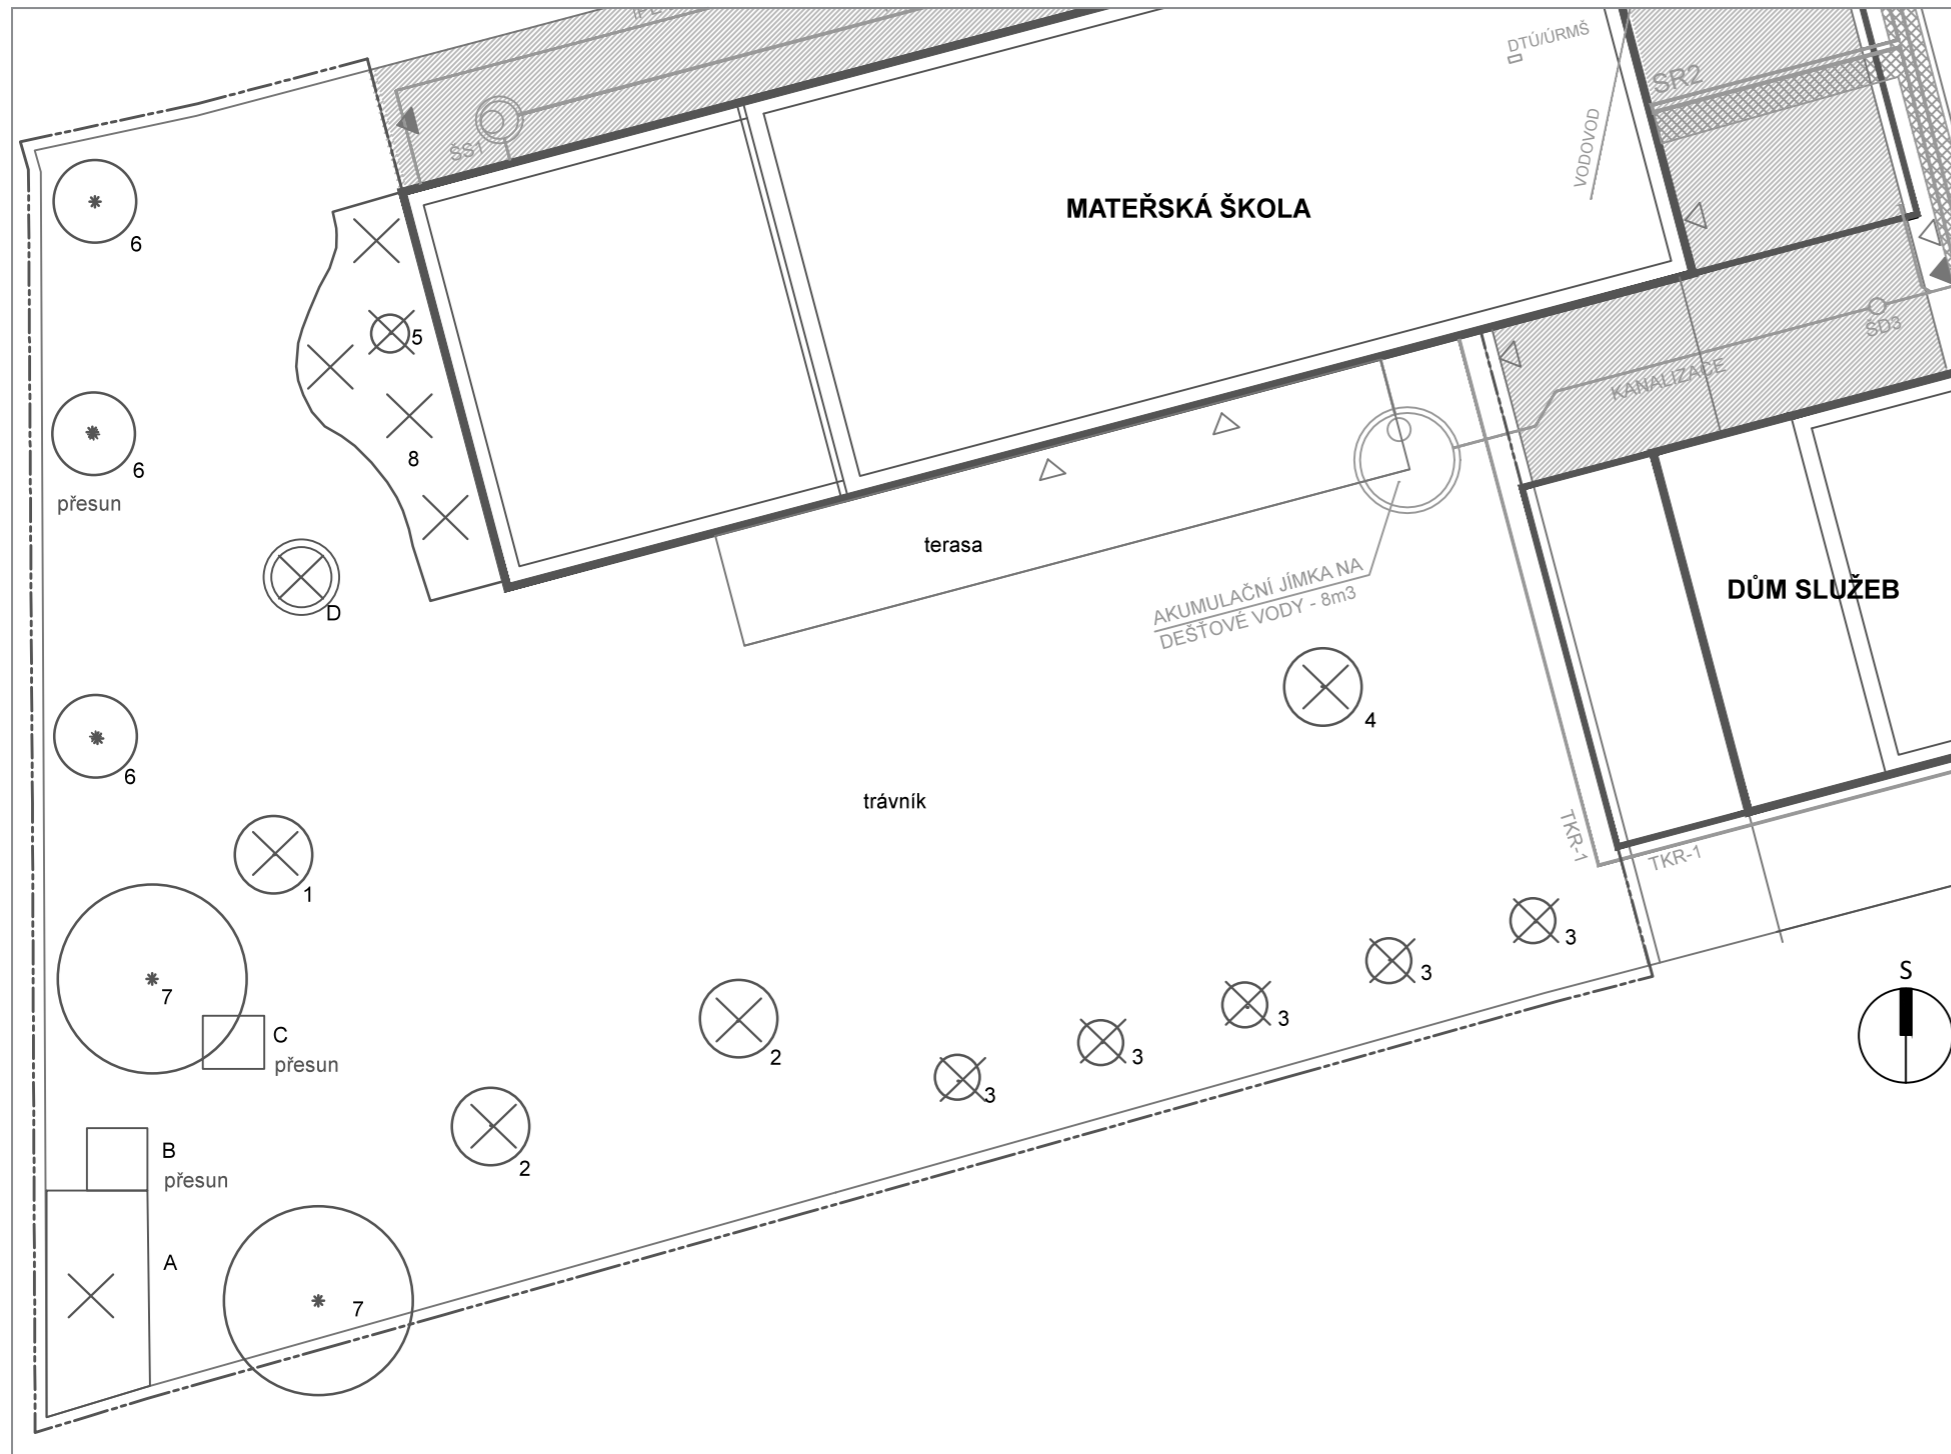 DTÚ/ÚRMŠ
SR2
ŠS1
VODOVOD
MATEŘSKÁ ŠKOLA
6
5
ŠD3
KANALIZACE
8
6
přesun
terasa
AKUMULAČNÍ JÍMKA NA
DEŠŤOVÉ VODY - 8m3
DŮM SLUŽEB
D
4
6
trávník
TKR-1
TKR-1
1
3
3
S
7
3
C
přesun
2
3
3
B
přesun
2
A
7